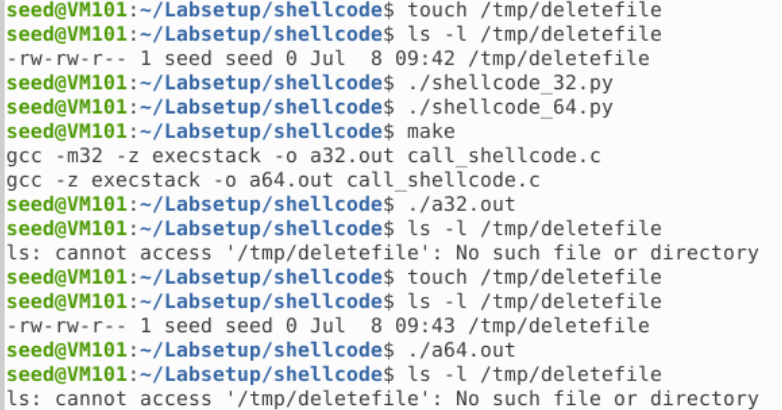 seed@VM101:~/Labsetup/shellcode$ touch /tmp/deletefile
seed@VM101:~/Labsetup/shellcode$ ls -l /tmp/deletefile
-rw-rw-r-- 1 seed seed 0 Jul  8 09:42 /tmp/deletefile
seed@VM101:~/Labsetup/shellcode$ ./shellcode_32.py
seed@VM101:~/Labsetup/shellcode$ ./shellcode_64.py
seed@VM101:~/Labsetup/shellcode$ make
gcc -m32 -z execstack -o a32.out call_shellcode.c
gcc -z execstack -o a64.out call_shellcode.c
seed@VM101:~/Labsetup/shellcode$ ./a32.out
seed@VM101:~/Labsetup/shellcode$ ls -l /tmp/deletefile
ls: cannot access '/tmp/deletefile': No such file or directory
seed@VM101:~/Labsetup/shellcode$ touch /tmp/deletefile
seed@VM101:~/Labsetup/shellcode$ ls -l /tmp/deletefile
-rw-rw-r-- 1 seed seed 0 Jul  8 09:43 /tmp/deletefile
seed@VM101:~/Labsetup/shellcode$ ./a64.out
seed@VM101:~/Labsetup/shellcode$ ls -l /tmp/deletefile
ls: cannot access '/tmp/deletefile': No such file or directory